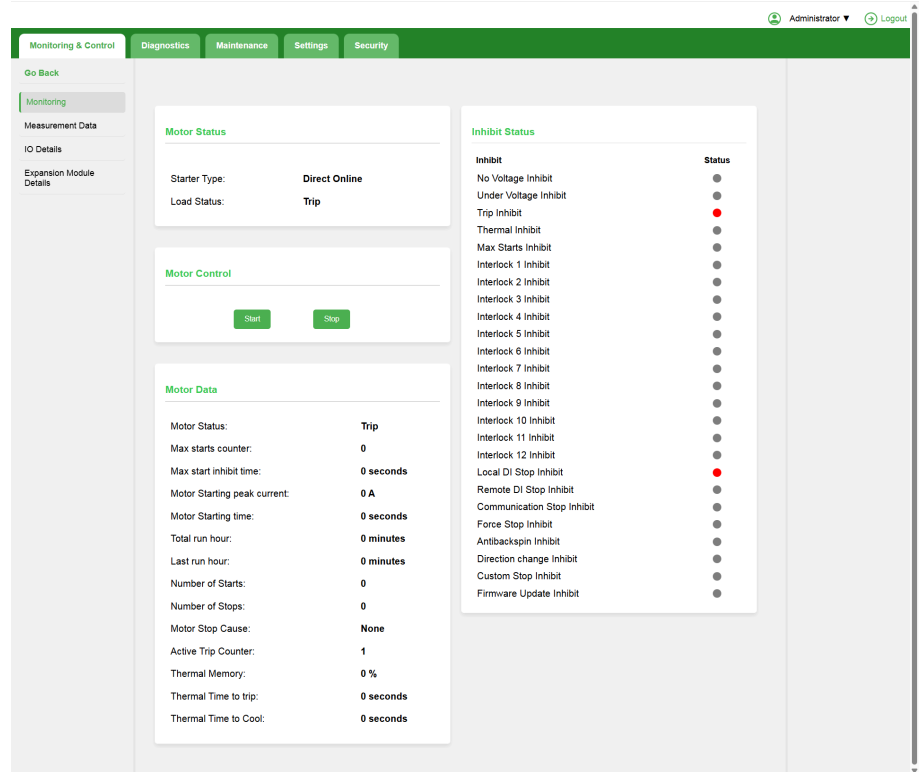 Administrator ▼ Logout
Monitoring & Control Diagnostics Maintenance Settings Security
Go Back
Monitoring
Measurement Data
IO Details
Expansion Module
Details
Motor Status
Starter Type: Direct Online
Load Status: Trip
Motor Control
Start Stop
Motor Data
Motor Status: Trip
Max starts counter: 0
Max start inhibit time: 0 seconds
Motor Starting peak current: 0 A
Motor Starting time: 0 seconds
Total run hour: 0 minutes
Last run hour: 0 minutes
Number of Starts: 0
Number of Stops: 0
Motor Stop Cause: None
Active Trip Counter: 1
Thermal Memory: 0 %
Thermal Time to trip: 0 seconds
Thermal Time to Cool: 0 seconds
Inhibit Status
Inhibit Status
No Voltage Inhibit
Under Voltage Inhibit
Trip Inhibit
Thermal Inhibit
Max Starts Inhibit
Interlock 1 Inhibit
Interlock 2 Inhibit
Interlock 3 Inhibit
Interlock 4 Inhibit
Interlock 5 Inhibit
Interlock 6 Inhibit
Interlock 7 Inhibit
Interlock 8 Inhibit
Interlock 9 Inhibit
Interlock 10 Inhibit
Interlock 11 Inhibit
Interlock 12 Inhibit
Local DI Stop Inhibit
Remote DI Stop Inhibit
Communication Stop Inhibit
Force Stop Inhibit
Antibackspin Inhibit
Direction change Inhibit
Custom Stop Inhibit
Firmware Update Inhibit